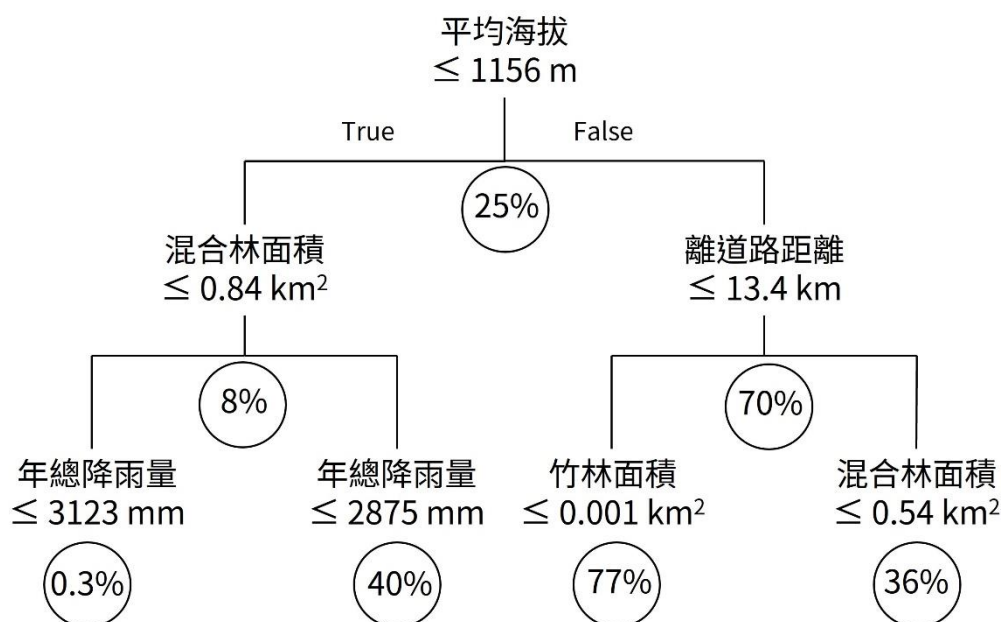 平均海拔
≤ 1156 m
True
False
25%
混合林面積
≤ 0.84 km²
離道路距離
≤ 13.4 km
8%
70%
年總降雨量
≤ 3123 mm
年總降雨量
≤ 2875 mm
竹林面積
≤ 0.001 km²
混合林面積
≤ 0.54 km²
0.3%
40%
77%
36%